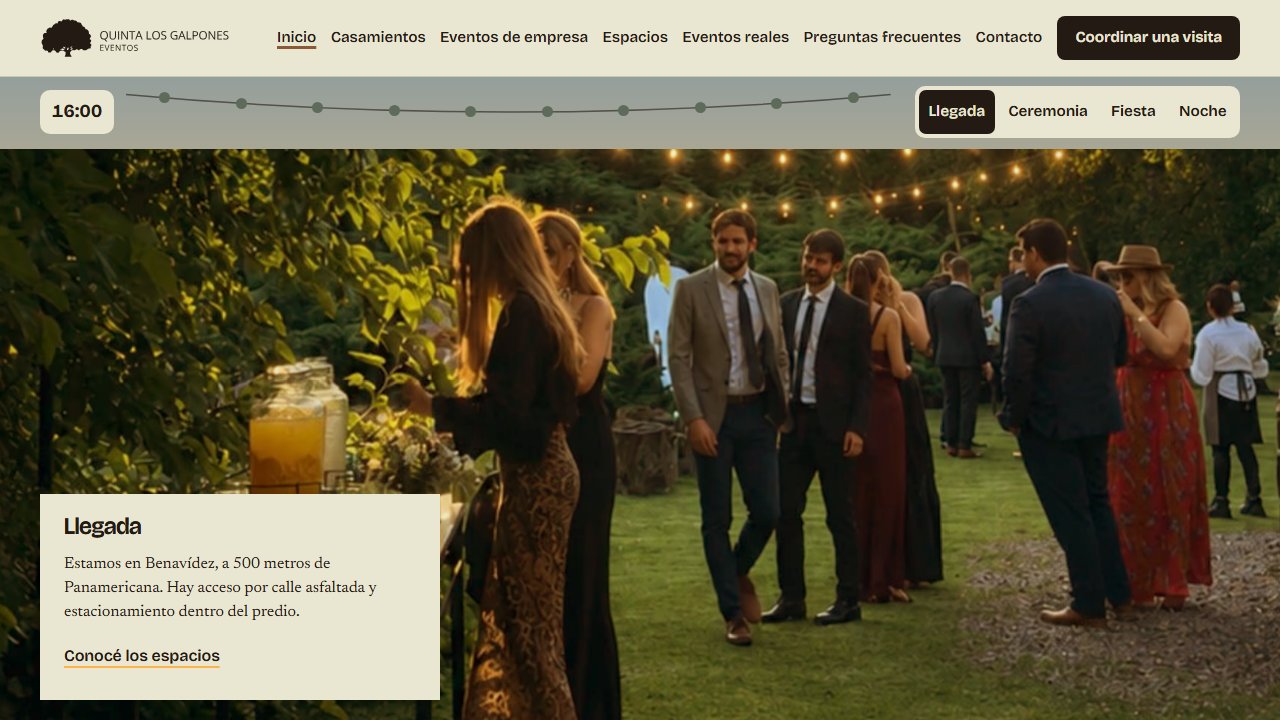 QUINTA LOS GALPONES
EVENTOS
Inicio
Casamientos
Eventos de empresa
Espacios
Eventos reales
Preguntas frecuentes
Contacto
Coordinar una visita
16:00
Llegada
Ceremonia
Fiesta
Noche
Llegada
Estamos en Benavídez, a 500 metros de
Panamericana. Hay acceso por calle asfaltada y
estacionamiento dentro del predio.
Conocé los espacios